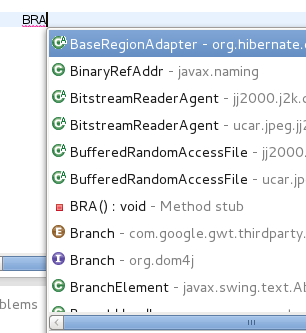 BRA
BaseRegionAdapter - org.hibernate.
BinaryRefAddr - javax.naming
BitstreamReaderAgent - jj2000.j2k.c
BitstreamReaderAgent - ucar.jpeg.jj
BufferedRandomAccessFile - jj2000.
BufferedRandomAccessFile - ucar.jp
BRA() : void - Method stub
Branch - com.google.gwt.thirdparty.
Branch - org.dom4j
BranchElement - javax.swing.text.Ab
blems